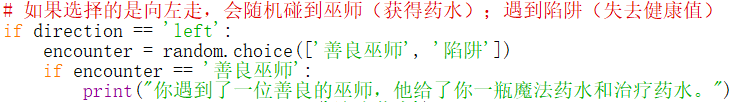 # 如果选择的是向左走，会随机碰到巫师（获得药水）；遇到陷阱（失去健康值）
if direction == 'left':
    encounter = random.choice(['善良巫师', '陷阱'])
    if encounter == '善良巫师':
        print("你遇到了一位善良的巫师，他给了你一瓶魔法药水和治疗药水。")